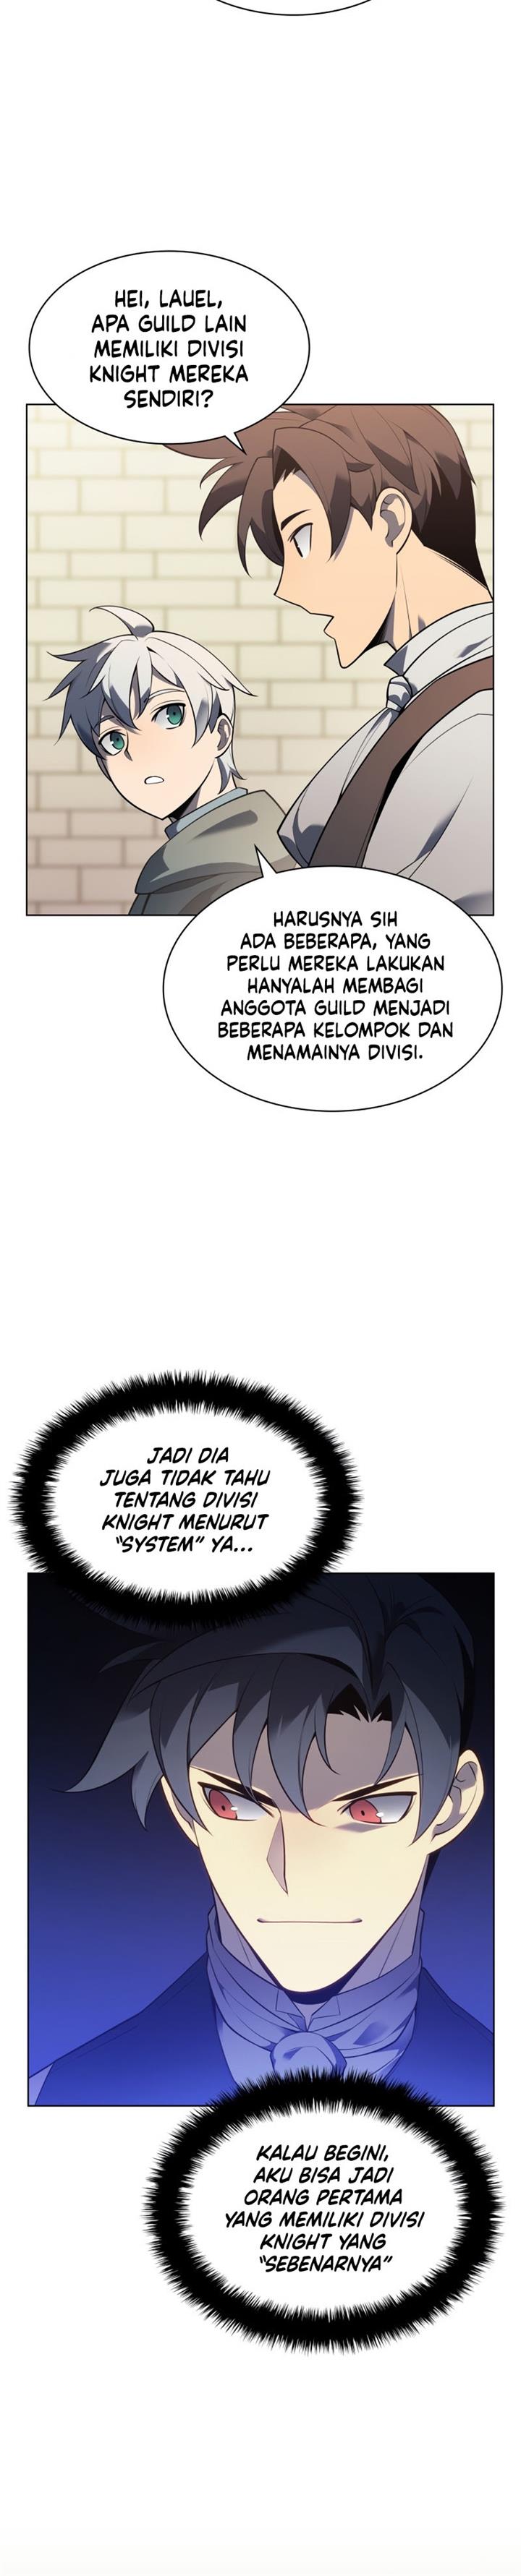 HEI, LAUEL,
APA GUILD LAIN
MEMILIKI DIVISI
KNIGHT MEREKA
SENDIRI?
HARUSNYA SIH
ADA BEBERAPA, YANG
PERLU MEREKA LAKUKAN
HANYALAH MEMBAGI
ANGGOTA GUILD MENJADI
BEBERAPA KELOMPOK DAN
MENAMAINYA DIVISI.
JADI DIA
JUGA TIDAK TAHU
TENTANG DIVISI
KNIGHT MENURUT
"SYSTEM" YA...
KALAU BEGINI,
AKU BISA JADI
ORANG PERTAMA
YANG MEMILIKI DIVISI
KNIGHT YANG
"SEBENARNYA"